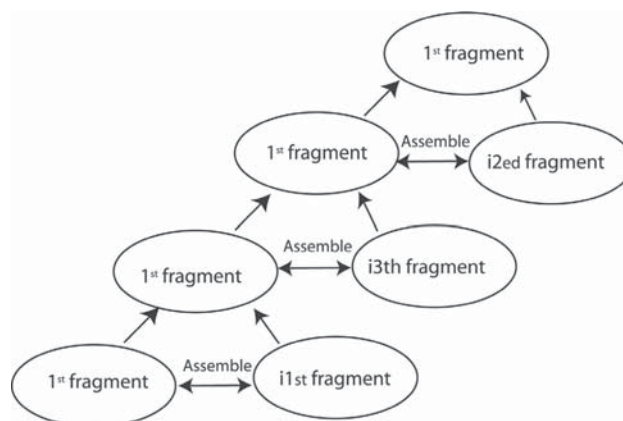 1st fragment
1st fragment
Assemble
i2ed fragment
1st fragment
Assemble
i3th fragment
1st fragment
Assemble
i1st fragment